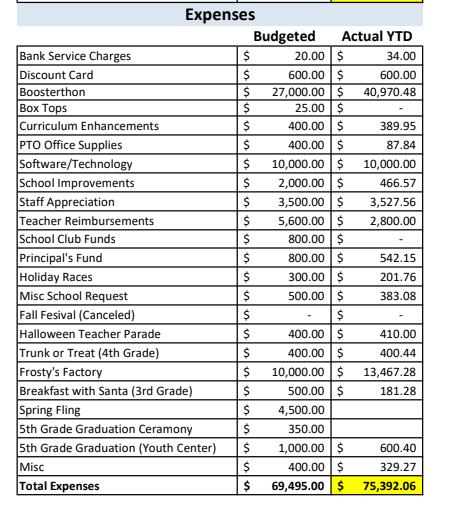 Expenses
Budgeted Actual YTD
Bank Service Charges $ 20.00 $ 34.00
Discount Card $ 600.00 $ 600.00
Boosterthon $ 27,000.00 $ 40,970.48
Box Tops $ 25.00 $ -
Curriculum Enhancements $ 400.00 $ 389.95
PTO Office Supplies $ 400.00 $ 87.84
Software/Technology $ 10,000.00 $ 10,000.00
School Improvements $ 2,000.00 $ 466.57
Staff Appreciation $ 3,500.00 $ 3,527.56
Teacher Reimbursements $ 5,600.00 $ 2,800.00
School Club Funds $ 800.00 $ -
Principal's Fund $ 800.00 $ 542.15
Holiday Races $ 300.00 $ 201.76
Misc School Request $ 500.00 $ 383.08
Fall Fesival (Canceled) $ - $ -
Halloween Teacher Parade $ 400.00 $ 410.00
Trunk or Treat (4th Grade) $ 400.00 $ 400.44
Frosty's Factory $ 10,000.00 $ 13,467.28
Breakfast with Santa (3rd Grade) $ 500.00 $ 181.28
Spring Fling $ 4,500.00
5th Grade Graduation Ceramony $ 350.00
5th Grade Graduation (Youth Center) $ 1,000.00 $ 600.40
Misc $ 400.00 $ 329.27
Total Expenses $ 69,495.00 $ 75,392.06